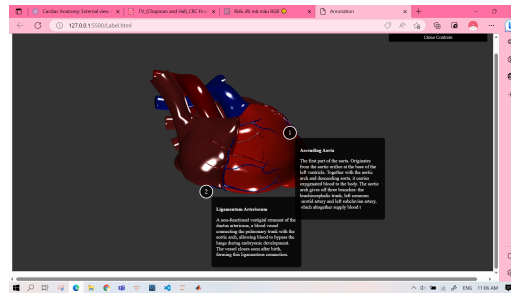 Cardiac Anatomy: External view
TV_(Chapman and Hall_CRC Fin
Biểu đồ mã màu RGB
Annotation
127.0.0.1:5500/Label.html
Close Controls
1
Ascending Aorta
The first part of the aorta. Originates
from the aortic orifice at the base of the
left ventricle. Together with the aortic
arch and descending aorta, it carries
oxygenated blood to the body. The aortic
arch gives off three branches: the
brachiocephalic trunk, left common
carotid artery and left subclavian artery,
which altogether supply blood t
2
Ligamentum Arteriosum
A non-functional vestigial remnant of the
ductus arteriosus, a blood vessel
connecting the pulmonary trunk with the
aortic arch, allowing blood to bypass the
lungs during embryonic development.
The vessel closes soon after birth,
forming this ligamentous connection.
ENG 11:06 AM